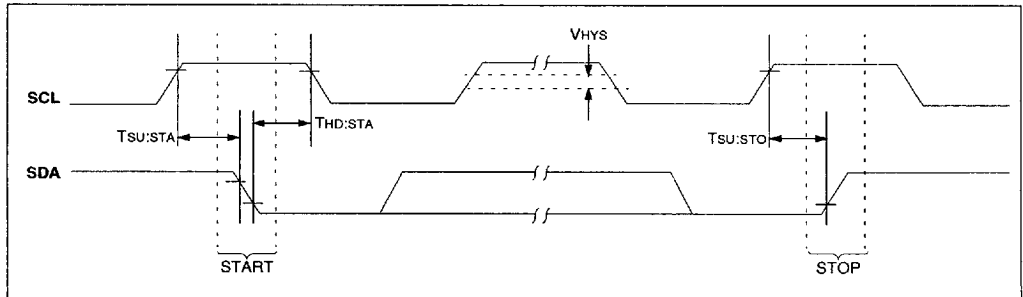 VHYS
SCL
TSU:STA
THD:STA
TSU:STO
SDA
START
STOP